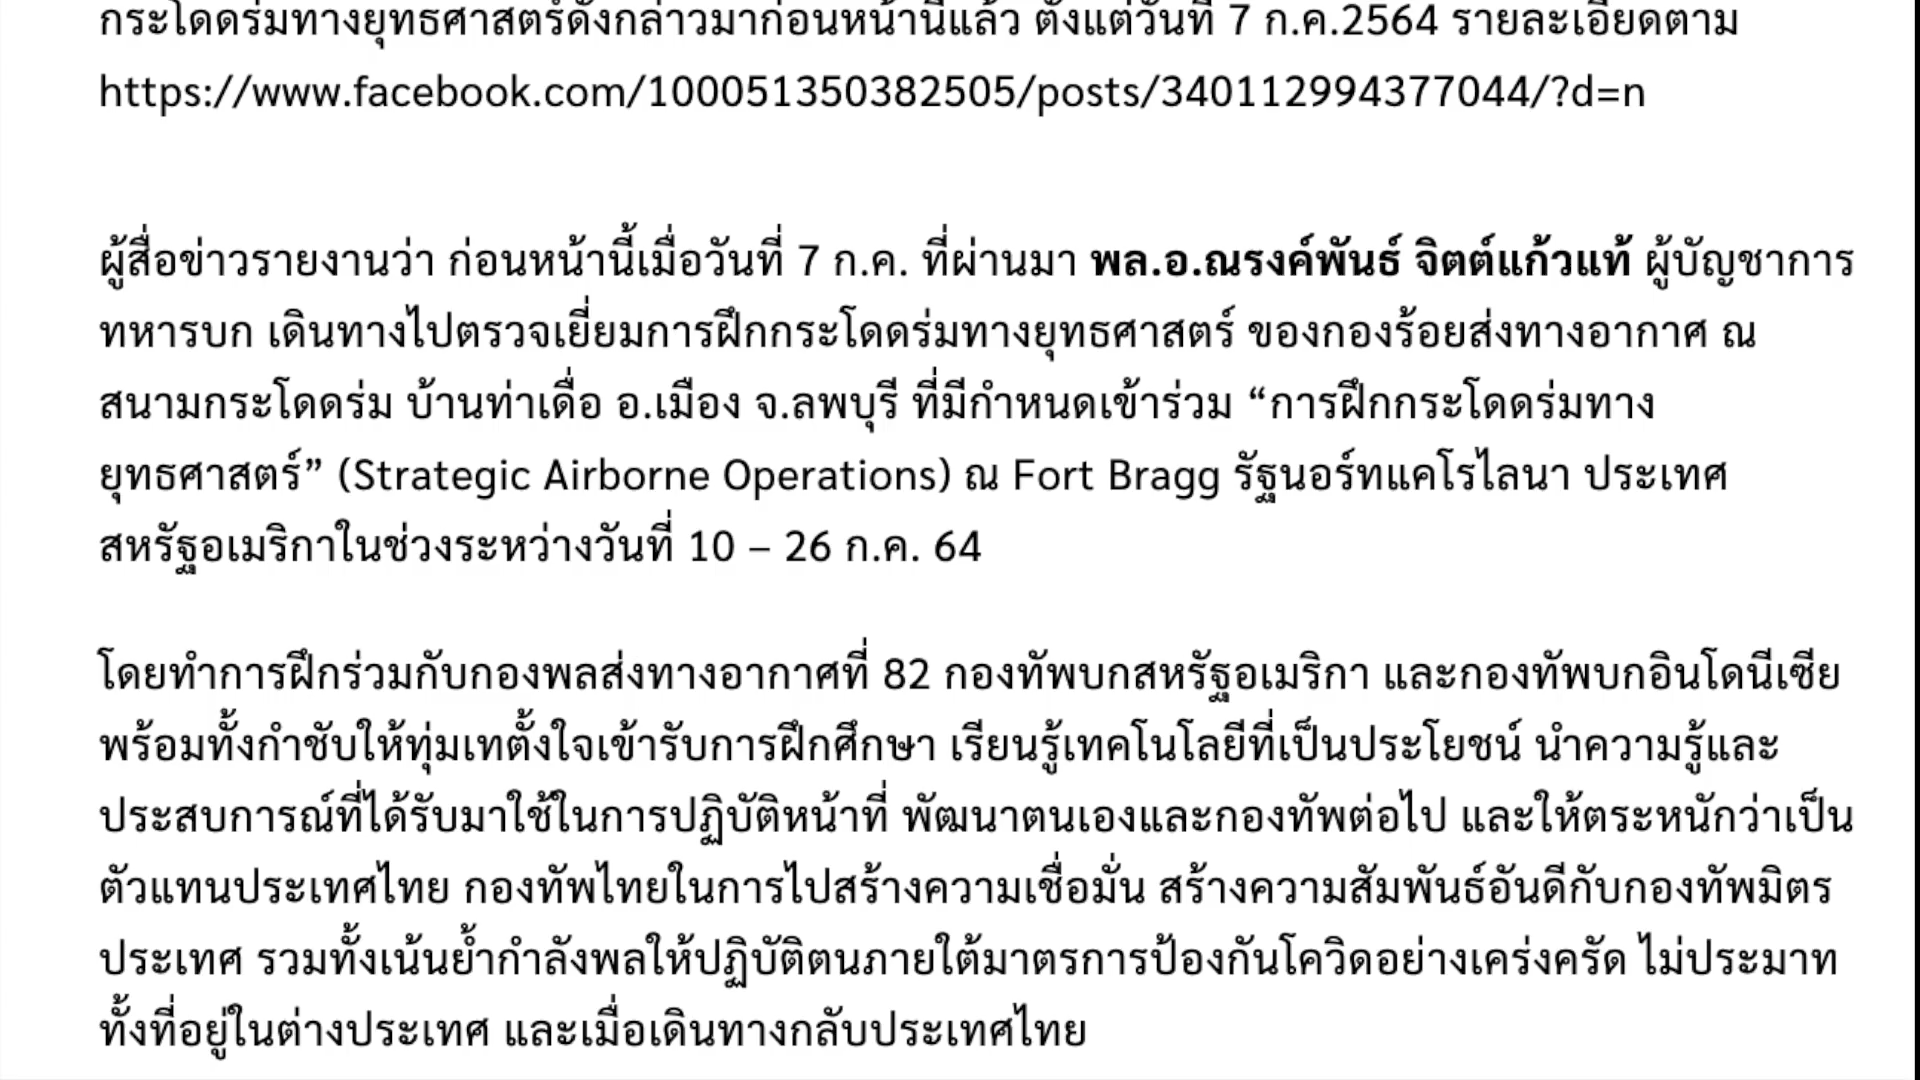 กระโดดร่มทางยุทธศาสตร์ดังกล่าวมาก่อนหน้านี้แล้ว ตั้งแต่วันที่ 7 ก.ค.2564 รายละเอียดตาม
https://www.facebook.com/100051350382505/posts/340112994377044/?d=n
ผู้สื่อข่าวรายงานว่า ก่อนหน้านี้เมื่อวันที่ 7 ก.ค. ที่ผ่านมา พล.อ.ณรงค์พันธ์ จิตต์แก้วแท้ ผู้บัญชาการ
ทหารบก เดินทางไปตรวจเยี่ยมการฝึกกระโดดร่มทางยุทธศาสตร์ ของกองร้อยส่งทางอากาศ ณ
สนามกระโดดร่ม บ้านท่าเดื่อ อ.เมือง จ.ลพบุรี ที่มีกำหนดเข้าร่วม “การฝึกกระโดดร่มทาง
ยุทธศาสตร์” (Strategic Airborne Operations) ณ Fort Bragg รัฐนอร์ทแคโรไลนา ประเทศ
สหรัฐอเมริกาในช่วงระหว่างวันที่ 10 – 26 ก.ค. 64
โดยทำการฝึกร่วมกับกองพลส่งทางอากาศที่ 82 กองทัพบกสหรัฐอเมริกา และกองทัพบกอินโดนีเซีย
พร้อมทั้งกำชับให้ทุ่มเทตั้งใจเข้ารับการฝึกศึกษา เรียนรู้เทคโนโลยีที่เป็นประโยชน์ นำความรู้และ
ประสบการณ์ที่ได้รับมาใช้ในการปฏิบัติหน้าที่ พัฒนาตนเองและกองทัพต่อไป และให้ตระหนักว่าเป็น
ตัวแทนประเทศไทย กองทัพไทยในการไปสร้างความเชื่อมั่น สร้างความสัมพันธ์อันดีกับกองทัพมิตร
ประเทศ รวมทั้งเน้นย้ำกำลังพลให้ปฏิบัติตนภายใต้มาตรการป้องกันโควิดอย่างเคร่งครัด ไม่ประมาท
ทั้งที่อยู่ในต่างประเทศ และเมื่อเดินทางกลับประเทศไทย